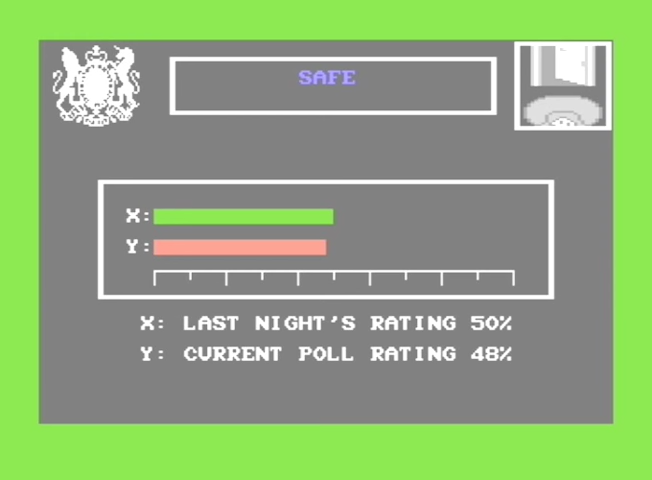 SAFE
X:
Y:
X: LAST NIGHT'S RATING 50%
Y: CURRENT POLL RATING 48%